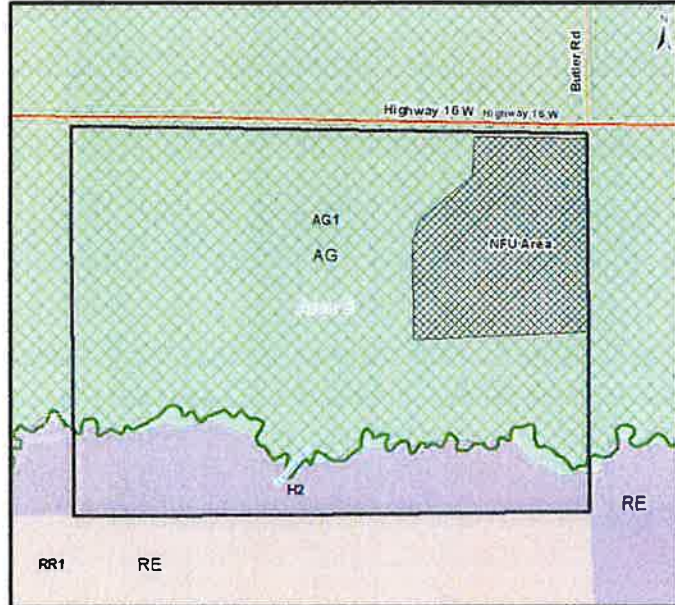 N
Butler Rd
Highway 16 W Highway 16 W
AG1
NFU Area
AG
H2
RE
RR1 RE